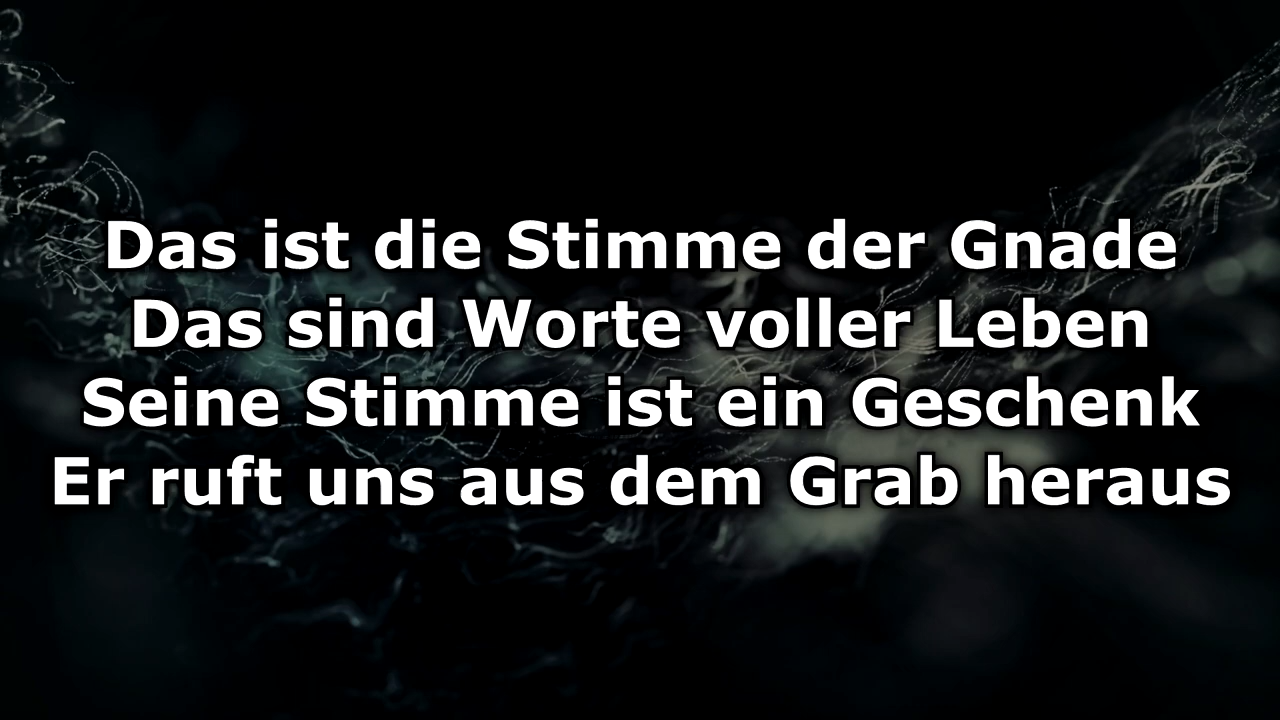 Das ist die Stimme der Gnade
Das sind Worte voller Leben
Seine Stimme ist ein Geschenk
Er ruft uns aus dem Grab heraus